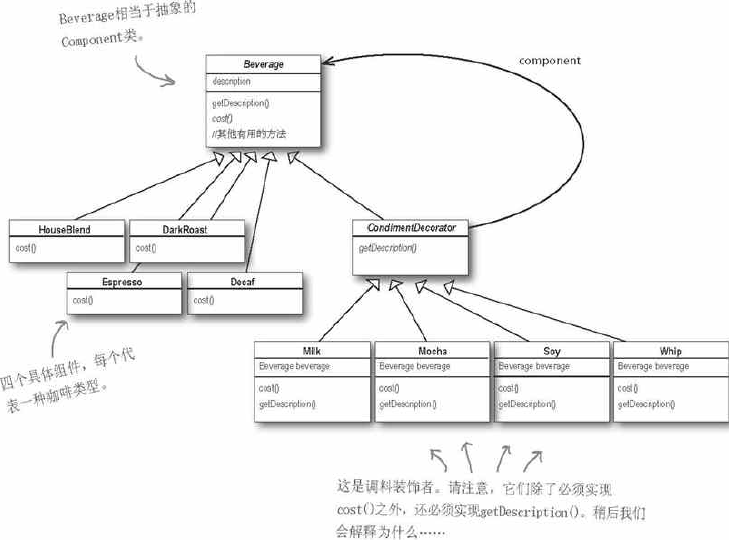 Beverage相当于抽象的
Component类。
Beverage
description
getDescription()
cost()
//其他有用的方法
component
HouseBlend
cost()
DarkRoast
cost()
CondimentDecorator
getDescription()
Espresso
cost()
Decaf
cost()
四个具体组件，每个代
表一种咖啡类型。
Milk
Beverage beverage
cost()
getDescription()
Mocha
Beverage beverage
cost()
getDescription()
Soy
Beverage beverage
cost()
getDescription()
Whip
Beverage beverage
cost()
getDescription()
这是调料装饰者。请注意，它们除了必须实现
cost()之外，还必须实现getDescription()。稍后我们
会解释为什么……